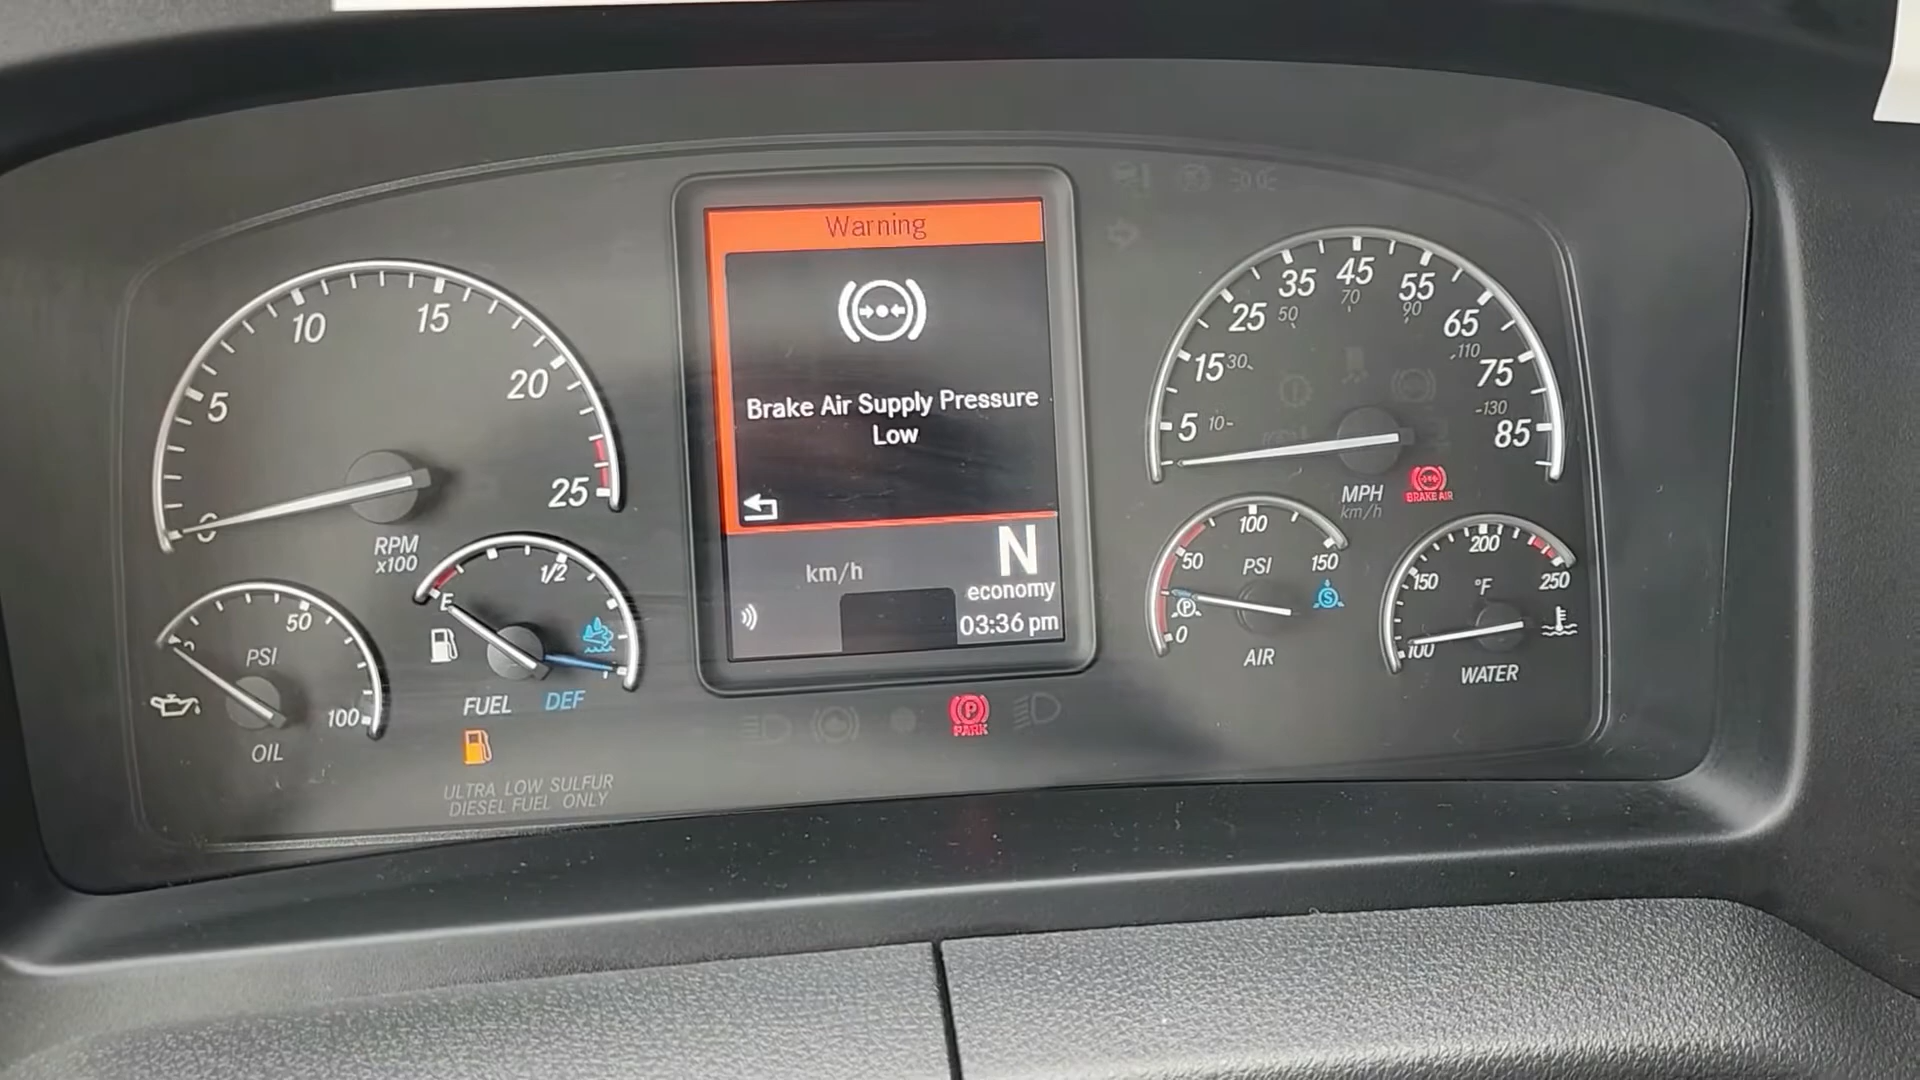 Warning
Brake Air Supply Pressure
Low
km/h
N
economy
03:36 pm
0
5
10
15
20
25
RPM
x100
50
100
PSI
OIL
E
1/2
FUEL
DEF
ULTRA LOW SULFUR
DIESEL FUEL ONLY
P
PARK
5
15
25
35
45
55
65
75
85
10
30
50
70
90
110
130
MPH
km/h
BRAKE AIR
0
50
100
150
PSI
P
S
AIR
100
150
200
250
°F
WATER